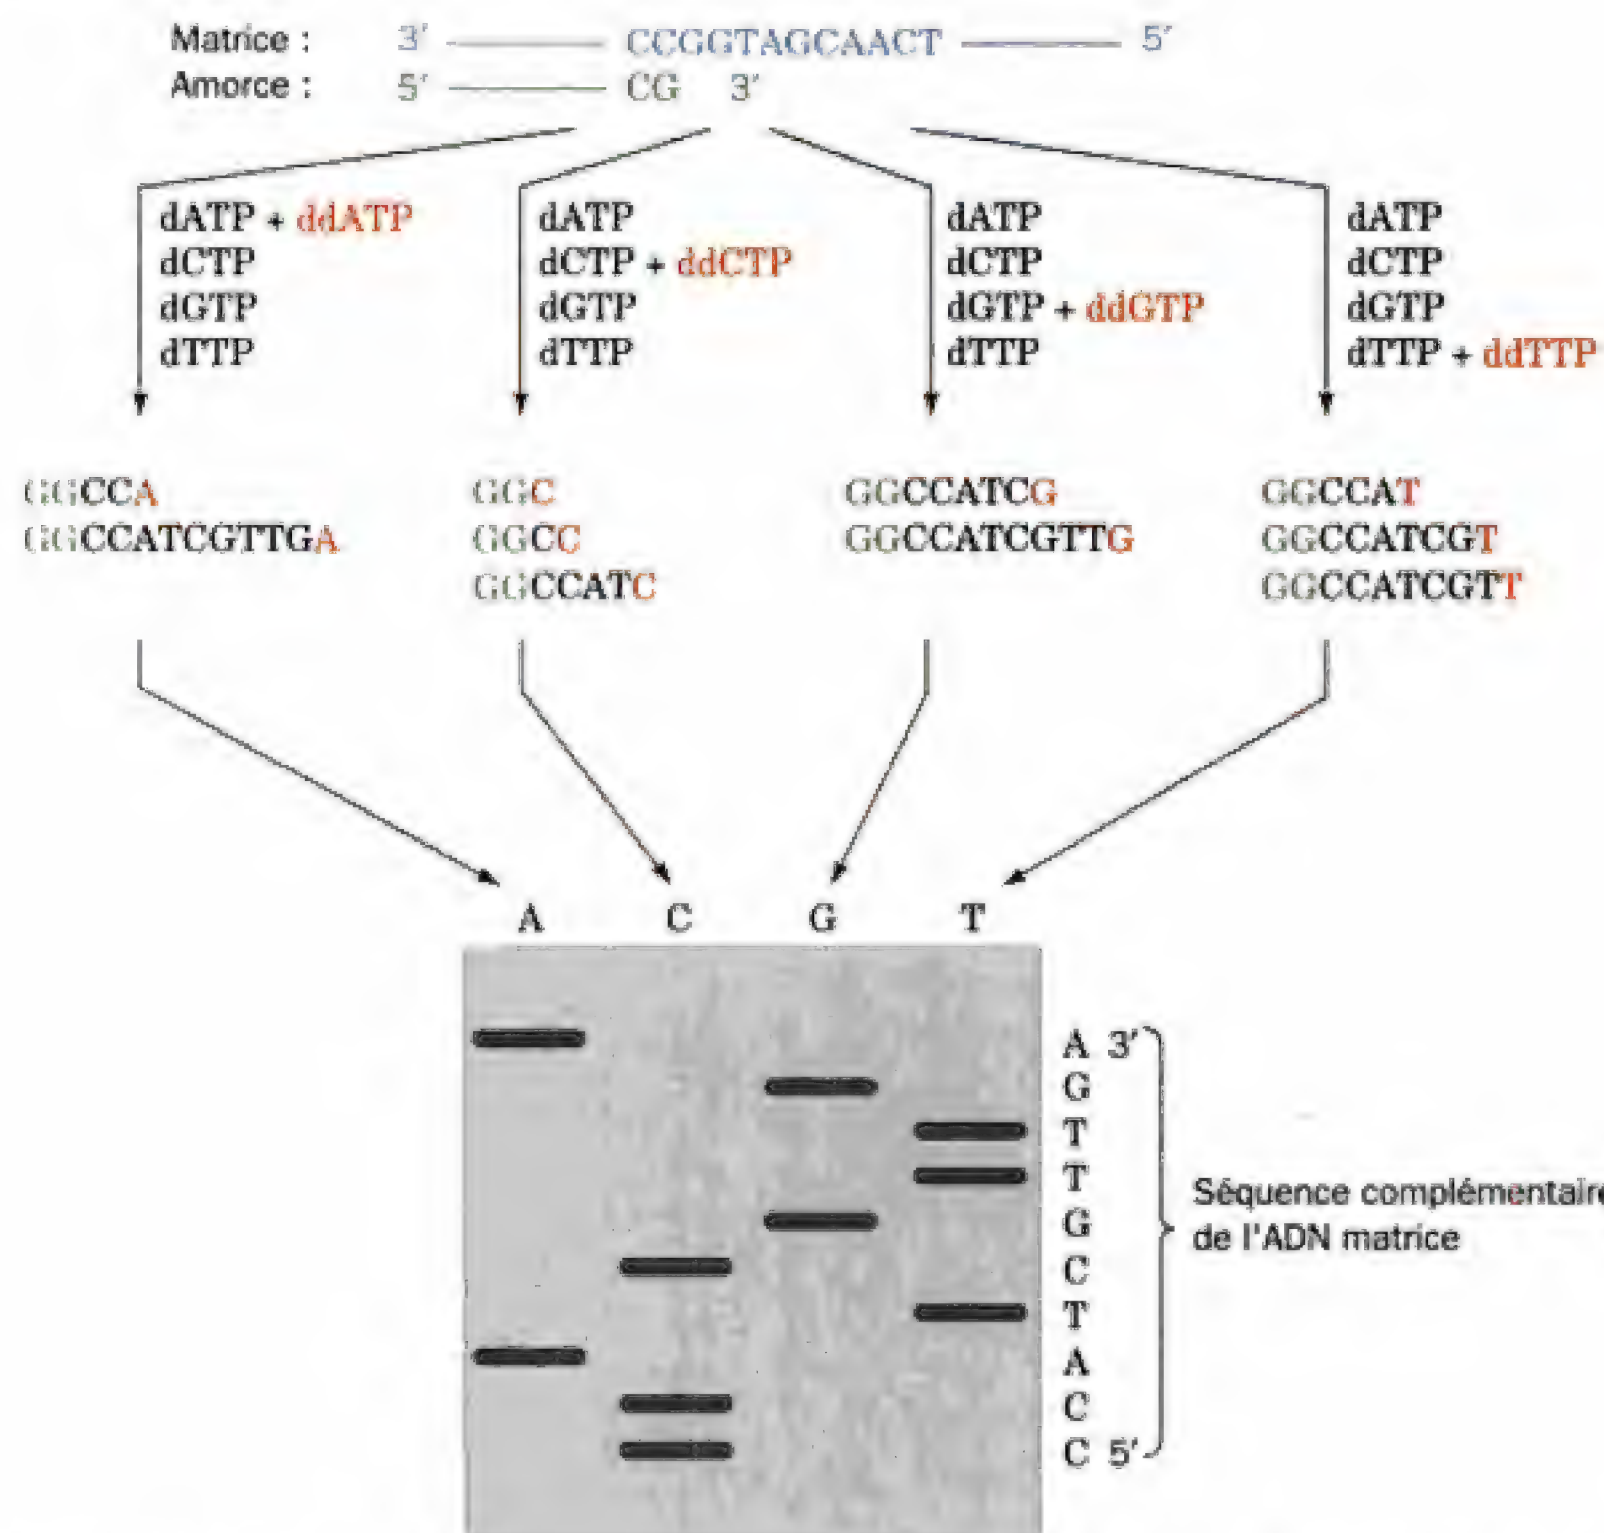 Matrice : 3' CCGGTAGCAACT 5'
Amorce : 5' CG 3'
dATP + ddATP
dCTP
dGTP
dTTP
dATP
dCTP + ddCTP
dGTP
dTTP
dATP
dCTP
dGTP + ddGTP
dTTP
dATP
dCTP
dGTP
dTTP + ddTTP
GGCCA
GGCCATCGTTGA
GGC
GGCC
GGCCATC
GGCCATCG
GGCCATCGTTG
GGCCAT
GGCCATCGT
GGCCATCGTT
A C G T
A 3'
G
T
T
G
C
T
A
C
C 5'
Séquence complémentaire
de l'ADN matrice